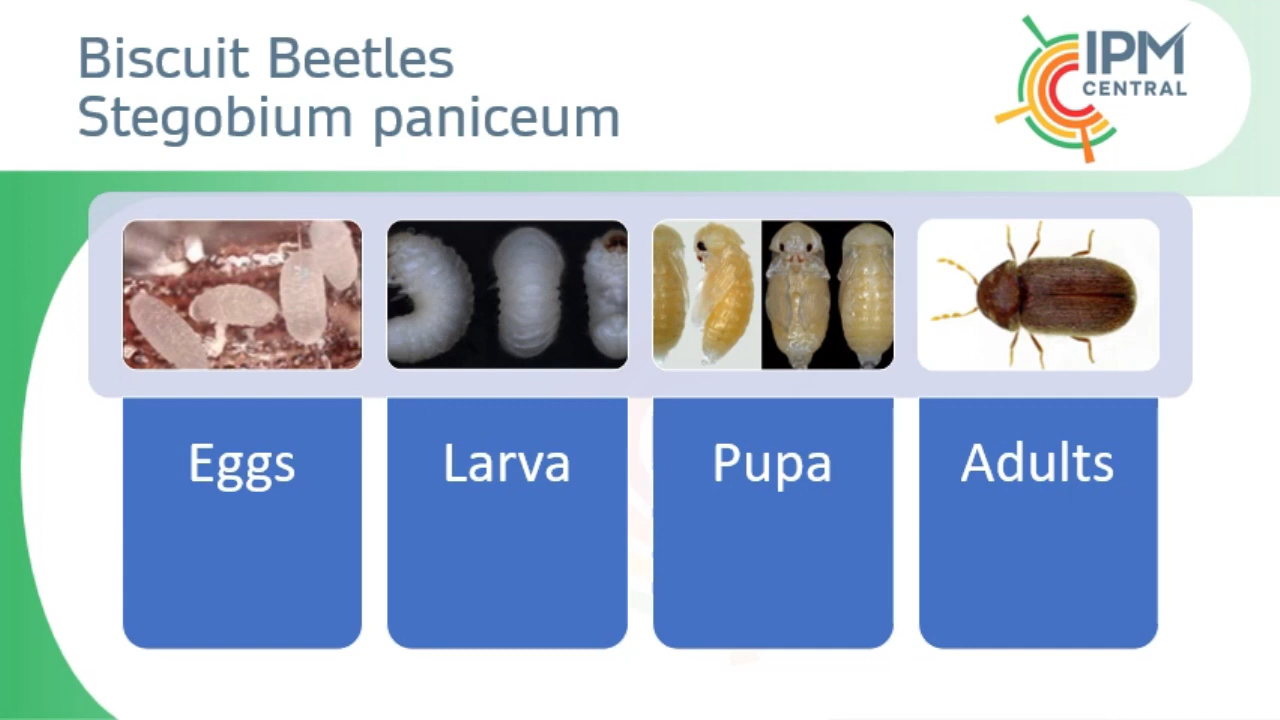 Biscuit Beetles
Stegobium paniceum
IPM
CENTRAL
Eggs
Larva
Pupa
Adults